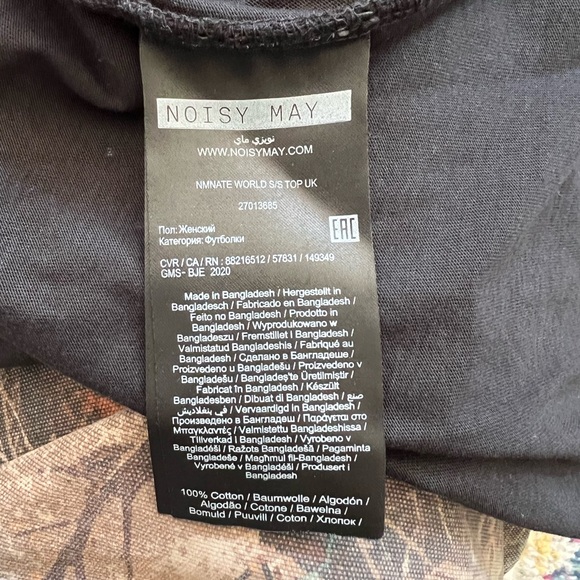 NOISY MAY
نويزي ماي
WWW.NOISYMAY.COM
NMNATE WORLD S/S TOP UK
27013685
EAC
Пол: Женский
Категория: Футболки
CVR / CA / RN : 88216512 / 57831 / 149349
GMS- BJE 2020
Made in Bangladesh / Hergestellt in
Bangladesch / Fabricado en Bangladesh /
Feito no Bangladesh / Prodotto in
Bangladesh / Wyprodukowano w
Bangladeszu / Fremstillet i Bangladesh /
Valmistatud Bangladeshis / Fabriqué au
Bangladesh / Сделано в Бангладеше /
Proizvedeno u Bangladešu / Proizvedeno v
Bangladešu / Bangladeş'te Üretilmiştir /
Fabricat în Bangladesh / Készült
Bangladesben / Dibuat di Bangladesh / صنع
في بنغلاديش / Vervaardigd in Bangladesh /
Произведено в Бангладеш / Παράγεται στο
Μπαγκλαντές / Valmistettu Bangladeshissa /
Tillverkad i Bangladesh / Vyrobeno v
Bangladéši / Ražots Bangladešā / Pagaminta
Bangladeše / Maghmul fil-Bangladesh /
Vyrobené v Bangladéši / Produsert i
Bangladesh
100% Cotton / Baumwolle / Algodón /
Algodão / Cotone / Bawełna /
Bomuld / Puuvill / Coton / Хлопок /